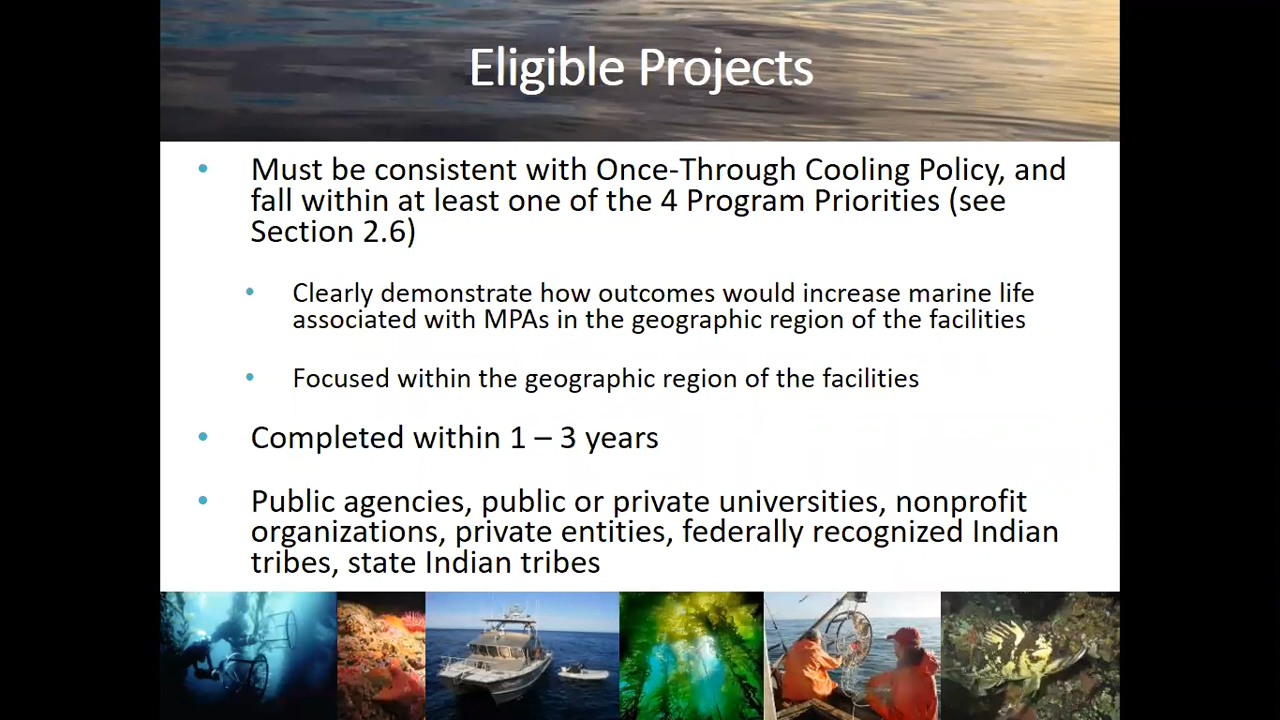 Eligible Projects
• Must be consistent with Once-Through Cooling Policy, and
fall within at least one of the 4 Program Priorities (see
Section 2.6)
• Clearly demonstrate how outcomes would increase marine life
associated with MPAs in the geographic region of the facilities
• Focused within the geographic region of the facilities
• Completed within 1 – 3 years
• Public agencies, public or private universities, nonprofit
organizations, private entities, federally recognized Indian
tribes, state Indian tribes